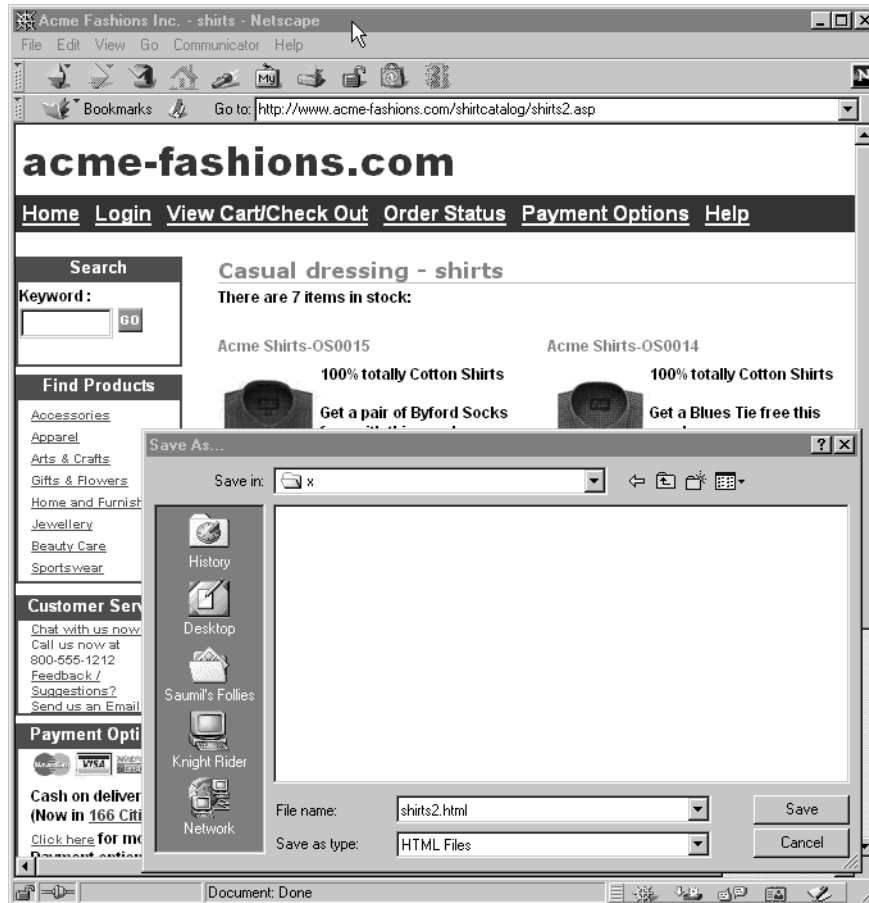 Acme Fashions Inc. - shirts - Netscape
File Edit View Go Communicator Help
My
N
Bookmarks Go to: http://www.acme-fashions.com/shirtcatalog/shirts2.asp
acme-fashions.com
Home Login View Cart/Check Out Order Status Payment Options Help
Search
Keyword :
GO
Find Products
Accessories
Apparel
Arts & Crafts
Gifts & Flowers
Home and Furnish
Jewellery
Beauty Care
Sportswear
Customer Serv
Chat with us now
Call us now at
800-555-1212
Feedback /
Suggestions?
Send us an Email
Payment Opti
VISA
Cash on deliver
(Now in 166 Citi
Click here for mo
Casual dressing - shirts
There are 7 items in stock:
Acme Shirts-OS0015
100% totally Cotton Shirts
Get a pair of Byford Socks
Acme Shirts-OS0014
100% totally Cotton Shirts
Get a Blues Tie free this
Save As...
Save in: x
History
Desktop
Saumil's Follies
Knight Rider
Network
File name: shirts2.html Save
Save as type: HTML Files Cancel
Document: Done